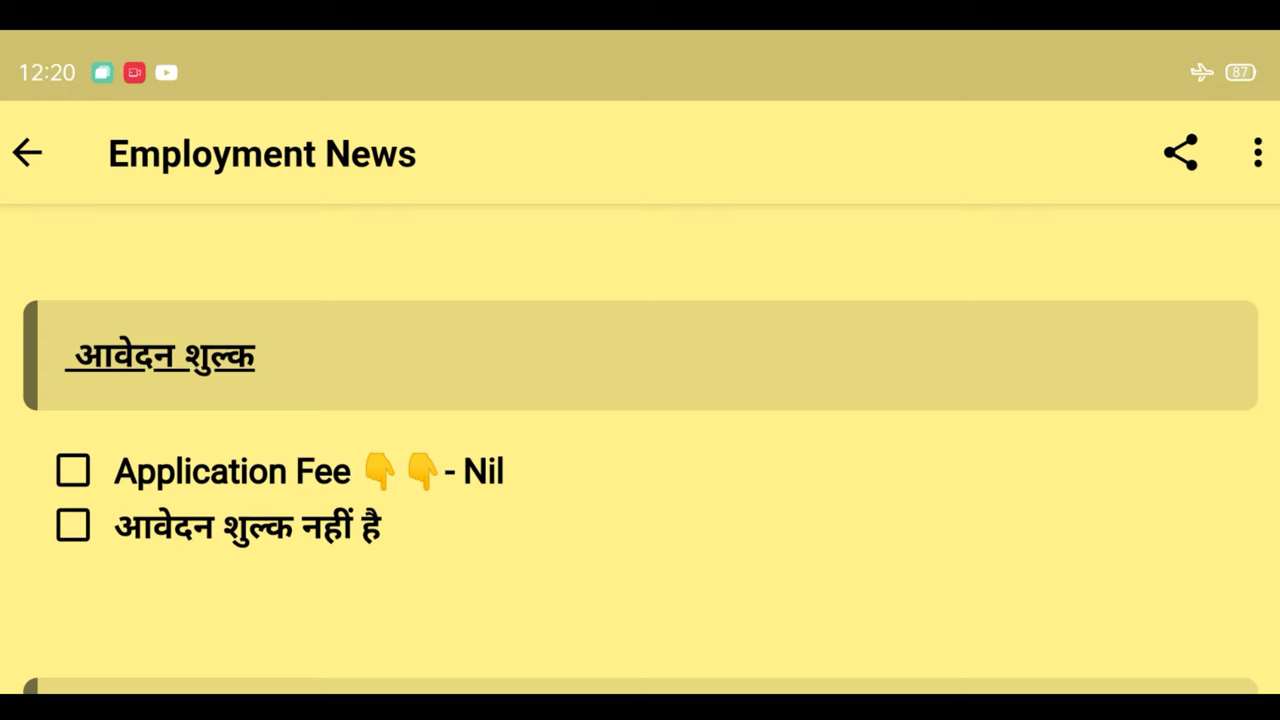 12:20
87
Employment News
आवेदन शुल्क
Application Fee 👇👇- Nil
आवेदन शुल्क नहीं है